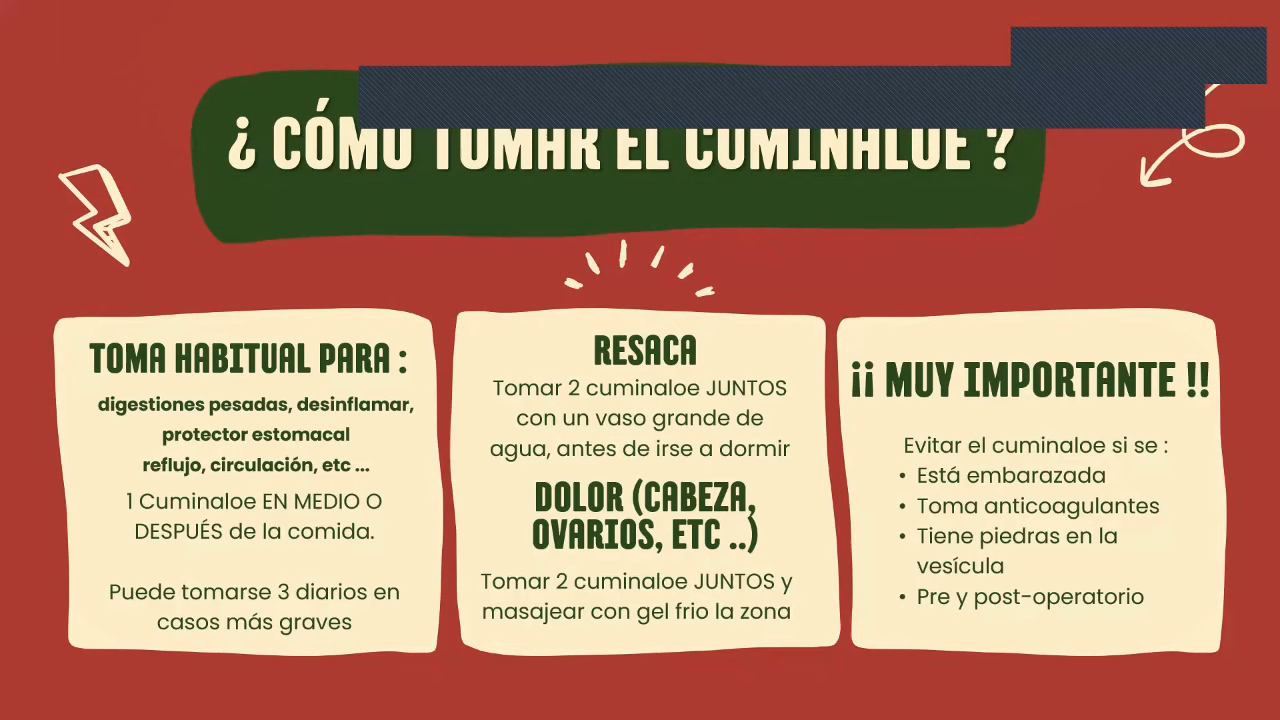 ¿ CÓMO TOMAR EL CUMINALOE ?
TOMA HABITUAL PARA :
digestiones pesadas, desinflamar,
protector estomacal
reflujo, circulación, etc ...
1 Cuminaloe EN MEDIO O
DESPUÉS de la comida.
Puede tomarse 3 diarios en
casos más graves
RESACA
Tomar 2 cuminaloe JUNTOS
con un vaso grande de
agua, antes de irse a dormir
DOLOR (CABEZA,
OVARIOS, ETC ..)
Tomar 2 cuminaloe JUNTOS y
masajear con gel frio la zona
¡¡ MUY IMPORTANTE !!
Evitar el cuminaloe si se :
• Está embarazada
• Toma anticoagulantes
• Tiene piedras en la
vesícula
• Pre y post-operatorio